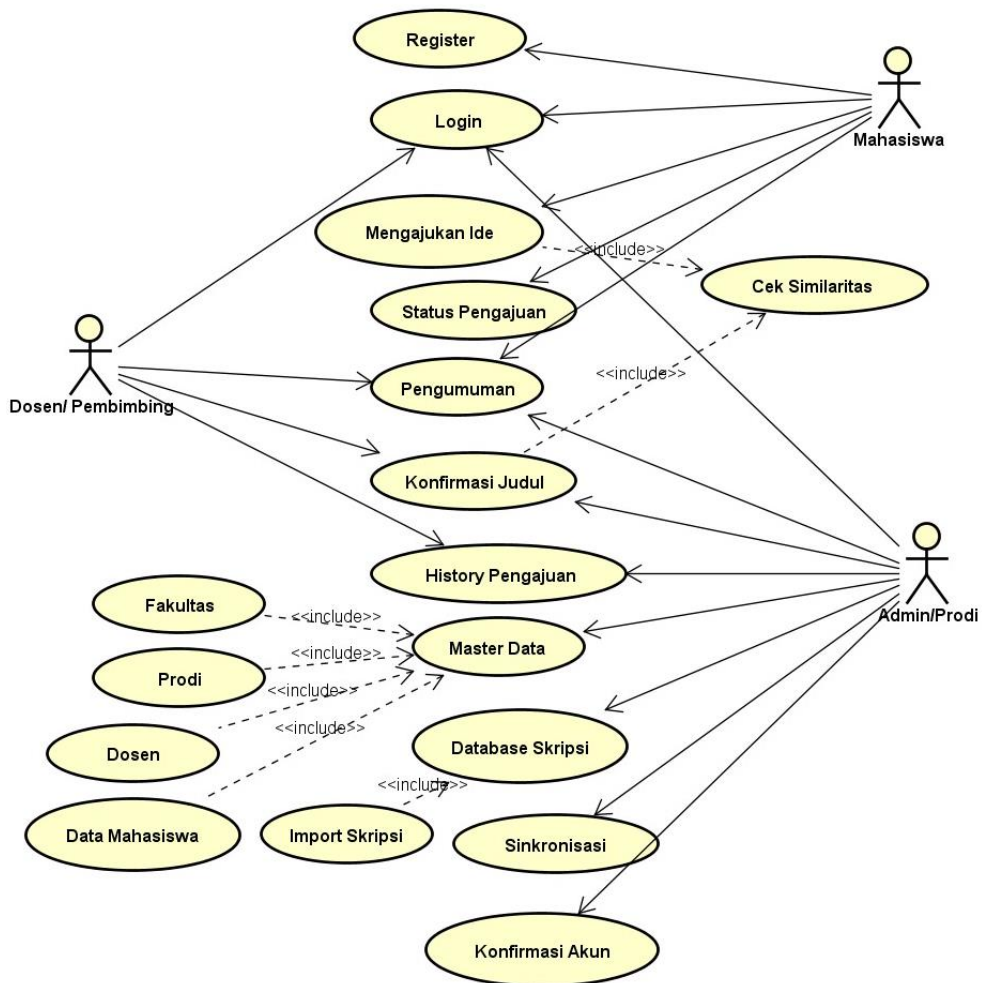 Register
Login
Mahasiswa
Mengajukan Ide
<<include>>
Cek Similaritas
Status Pengajuan
<<include>>
Pengumuman
Dosen/ Pembimbing
Konfirmasi Judul
History Pengajuan
Admin/Prodi
Fakultas
<<include>>
Master Data
<<include>>
Prodi
<<include>>
<<include>>
Dosen
Database Skripsi
<<include>>
Data Mahasiswa
Import Skripsi
Sinkronisasi
Konfirmasi Akun